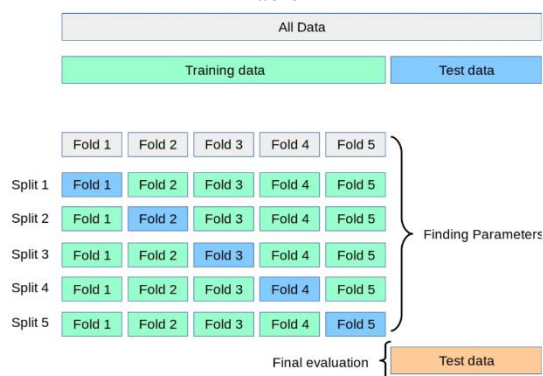 All Data
Training data Test data
Fold 1 Fold 2 Fold 3 Fold 4 Fold 5
Split 1 Fold 1 Fold 2 Fold 3 Fold 4 Fold 5
Split 2 Fold 1 Fold 2 Fold 3 Fold 4 Fold 5
Finding Parameters
Split 3 Fold 1 Fold 2 Fold 3 Fold 4 Fold 5
Split 4 Fold 1 Fold 2 Fold 3 Fold 4 Fold 5
Split 5 Fold 1 Fold 2 Fold 3 Fold 4 Fold 5
Final evaluation Test data